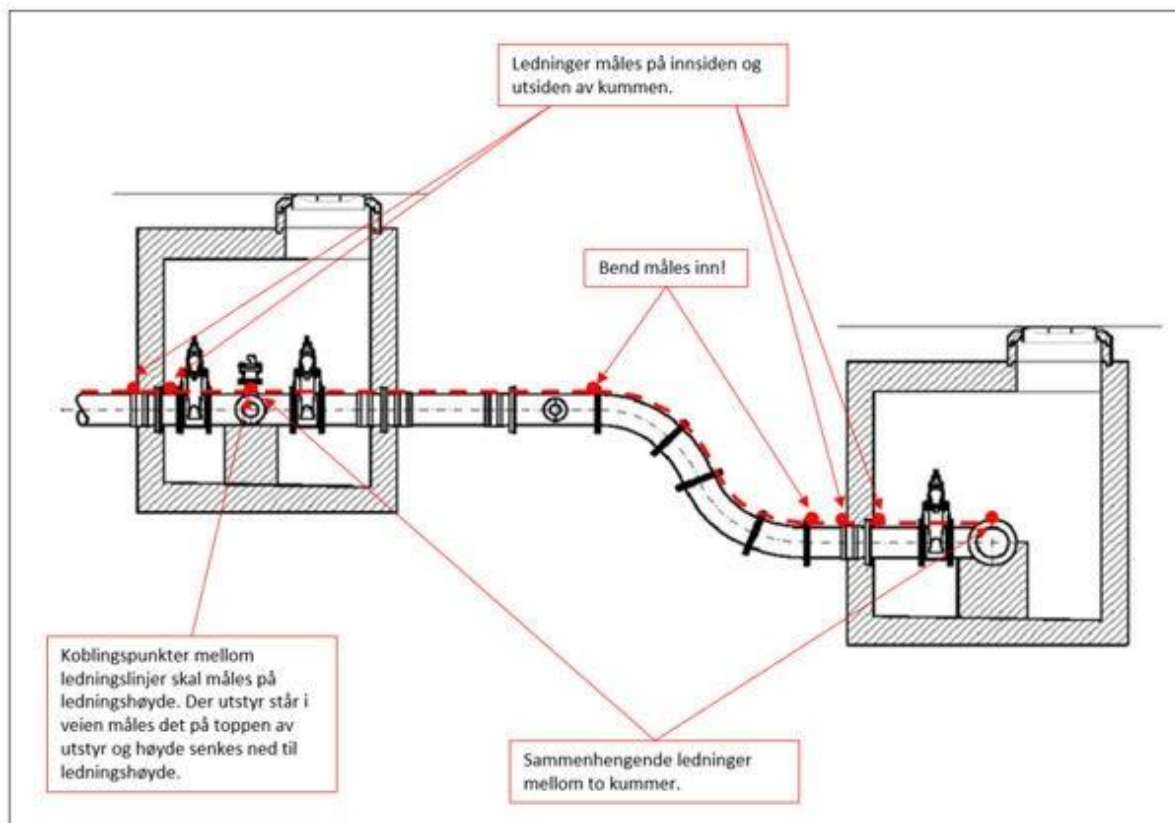 Ledninger måles på innsiden og
utsiden av kummen.
Bend måles inn!
Koblingspunkter mellom
ledningslinjer skal måles på
ledningshøyde. Der utstyr står i
veien måles det på toppen av
utstyr og høyde senkes ned til
ledningshøyde.
Sammenhengende ledninger
mellom to kummer.